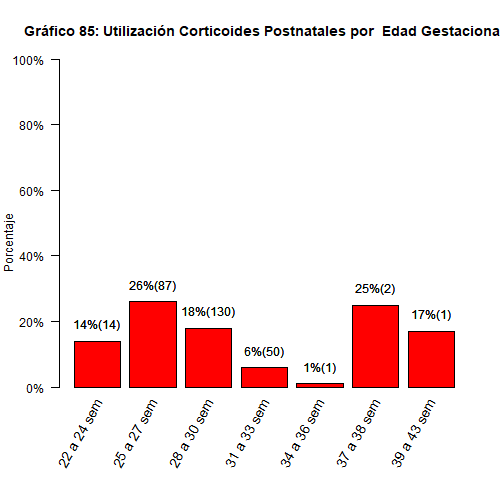 Gráfico 85: Utilización Corticoides Postnatales por  Edad Gestaciona
Porcentaje
100%
80%
60%
40%
20%
0%
14%(14)
26%(87)
18%(130)
6%(50)
1%(1)
25%(2)
17%(1)
22 a 24 sem
25 a 27 sem
28 a 30 sem
31 a 33 sem
34 a 36 sem
37 a 38 sem
39 a 43 sem